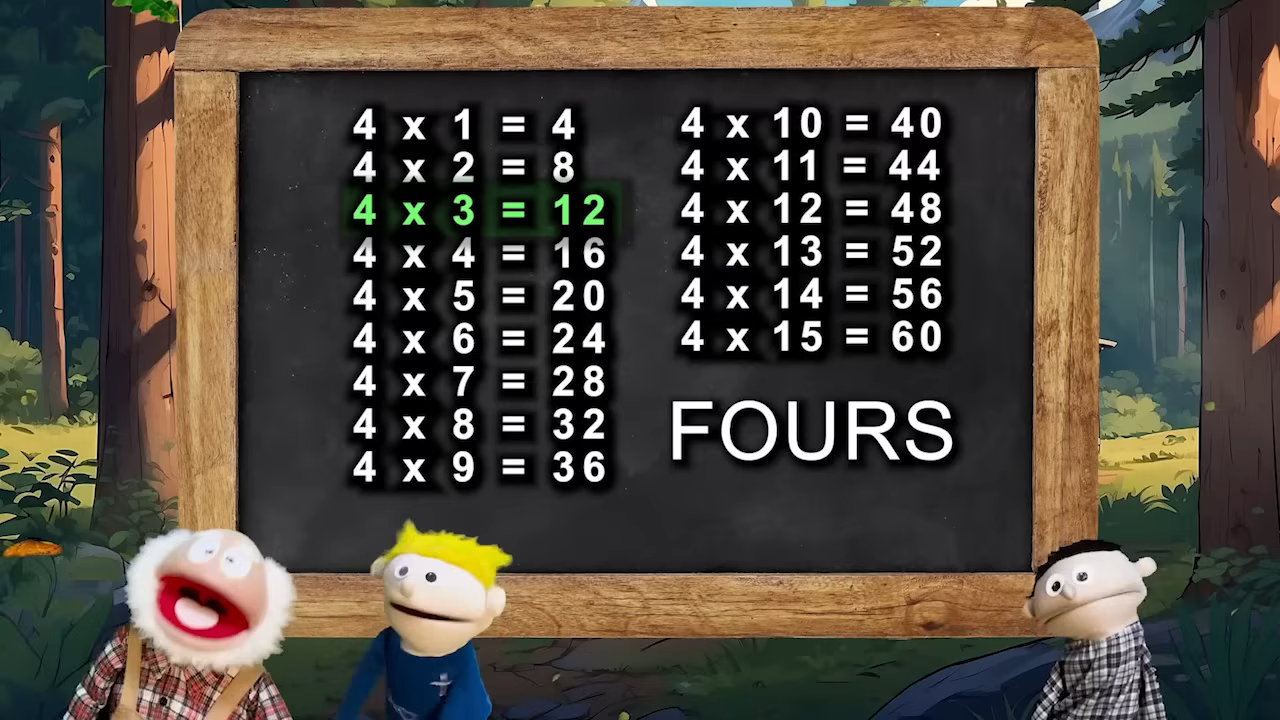 4 x 1 = 4
4 x 2 = 8
4 x 3 = 12
4 x 4 = 16
4 x 5 = 20
4 x 6 = 24
4 x 7 = 28
4 x 8 = 32
4 x 9 = 36
4 x 10 = 40
4 x 11 = 44
4 x 12 = 48
4 x 13 = 52
4 x 14 = 56
4 x 15 = 60
FOURS